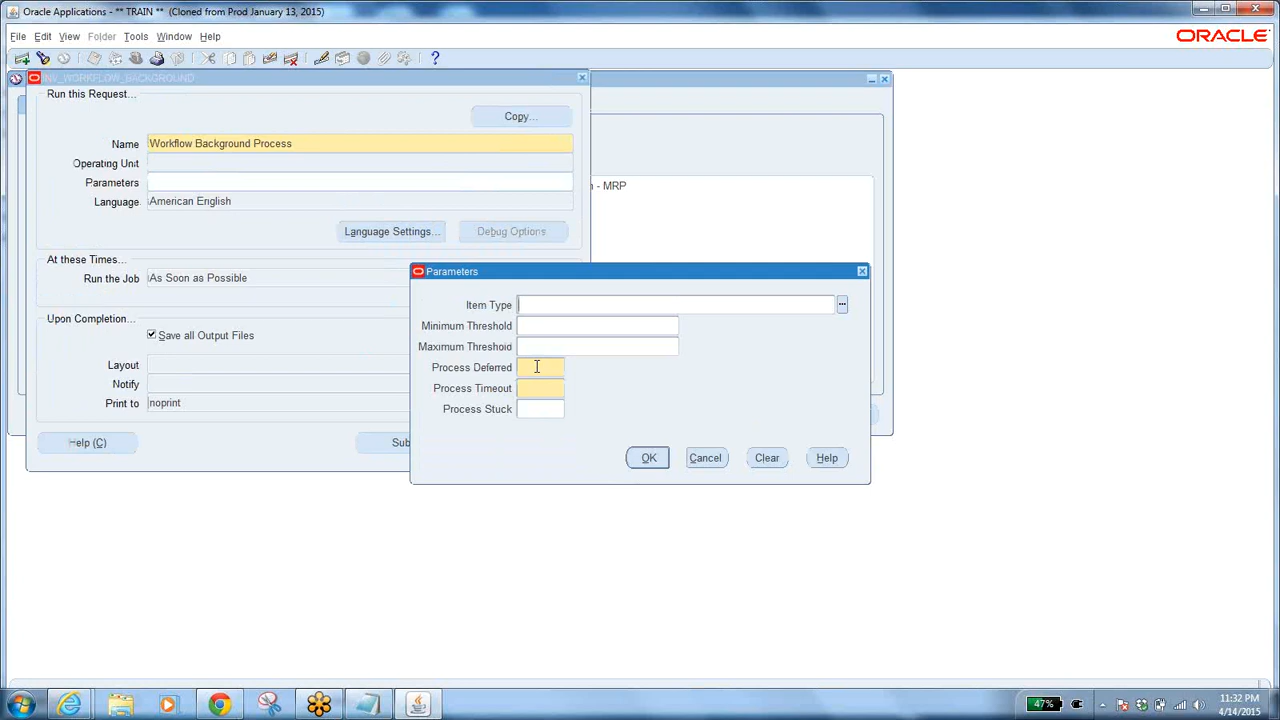 Oracle Applications - ** TRAIN ** (Cloned from Prod January 13, 2015)
File Edit View Folder Tools Window Help
ORACLE
INV_WORKFLOW_BACKGROUND
Run this Request...
Copy...
Name Workflow Background Process
Operating Unit
Parameters
- MRP
Language American English
Language Settings... Debug Options
At these Times...
Run the Job As Soon as Possible
Upon Completion...
Save all Output Files
Layout
Notify
Print to noprint
Help (C) Sub
Parameters
Item Type
Minimum Threshold
Maximum Threshold
Process Deferred
Process Timeout
Process Stuck
OK Cancel Clear Help
47%
11:32 PM
4/14/2015